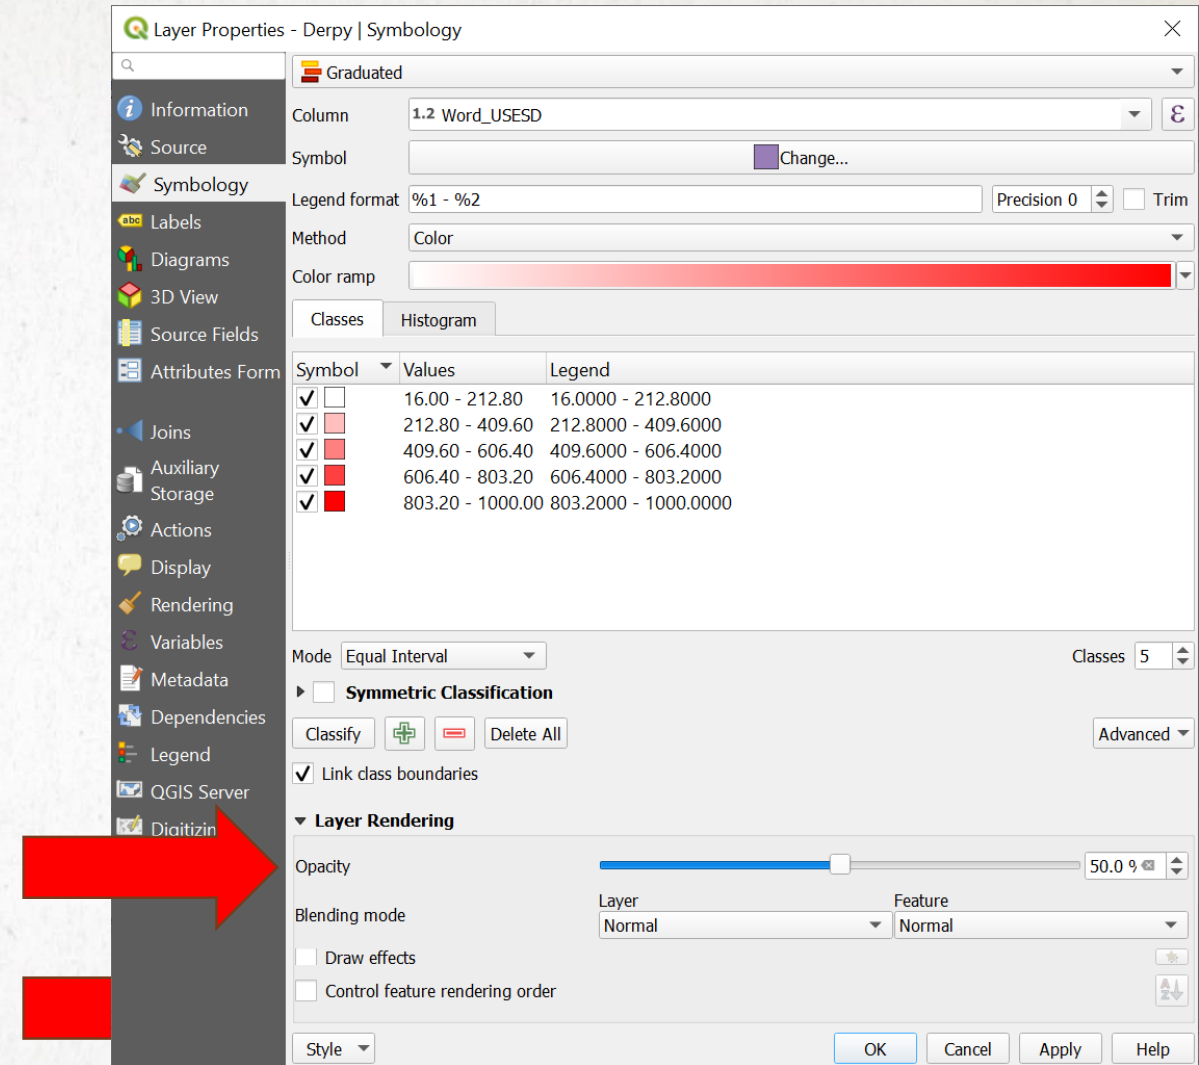 Layer Properties - Derpy | Symbology
Information
Source
Symbology
abc Labels
Diagrams
3D View
Source Fields
Attributes Form
Joins
Auxiliary
Storage
Actions
Display
Rendering
Variables
Metadata
Dependencies
Legend
QGIS Server
Digitizin
Graduated
Column 1.2 Word_USESD ε
Symbol Change...
Legend format %1 - %2 Precision 0 Trim
Method Color
Color ramp
Classes Histogram
Symbol Values Legend
16.00 - 212.80 16.0000 - 212.8000
212.80 - 409.60 212.8000 - 409.6000
409.60 - 606.40 409.6000 - 606.4000
606.40 - 803.20 606.4000 - 803.2000
803.20 - 1000.00 803.2000 - 1000.0000
Mode Equal Interval Classes 5
Symmetric Classification
Classify Delete All Advanced
Link class boundaries
Layer Rendering
Opacity 50.0 %
Layer Feature
Blending mode Normal Normal
Draw effects
Control feature rendering order
Style OK Cancel Apply Help